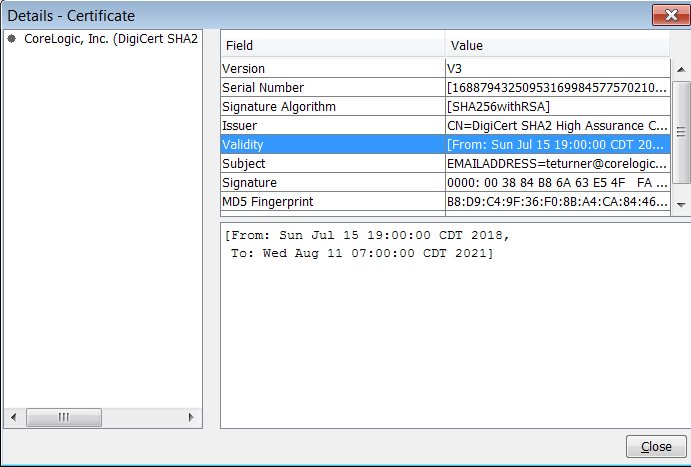 Details - Certificate
CoreLogic, Inc. (DigiCert SHA2
Field Value
Version V3
Serial Number [16887943250953169984577570210...
Signature Algorithm [SHA256withRSA]
Issuer CN=DigiCert SHA2 High Assurance C...
Validity [From: Sun Jul 15 19:00:00 CDT 20...
Subject EMAILADDRESS=teturner@corelogic...
Signature 0000: 00 38 84 B8 6A 63 E5 4F FA ...
MD5 Fingerprint B8:D9:C4:9F:36:F0:8B:A4:CA:84:46...
[From: Sun Jul 15 19:00:00 CDT 2018,
To: Wed Aug 11 07:00:00 CDT 2021]
Close